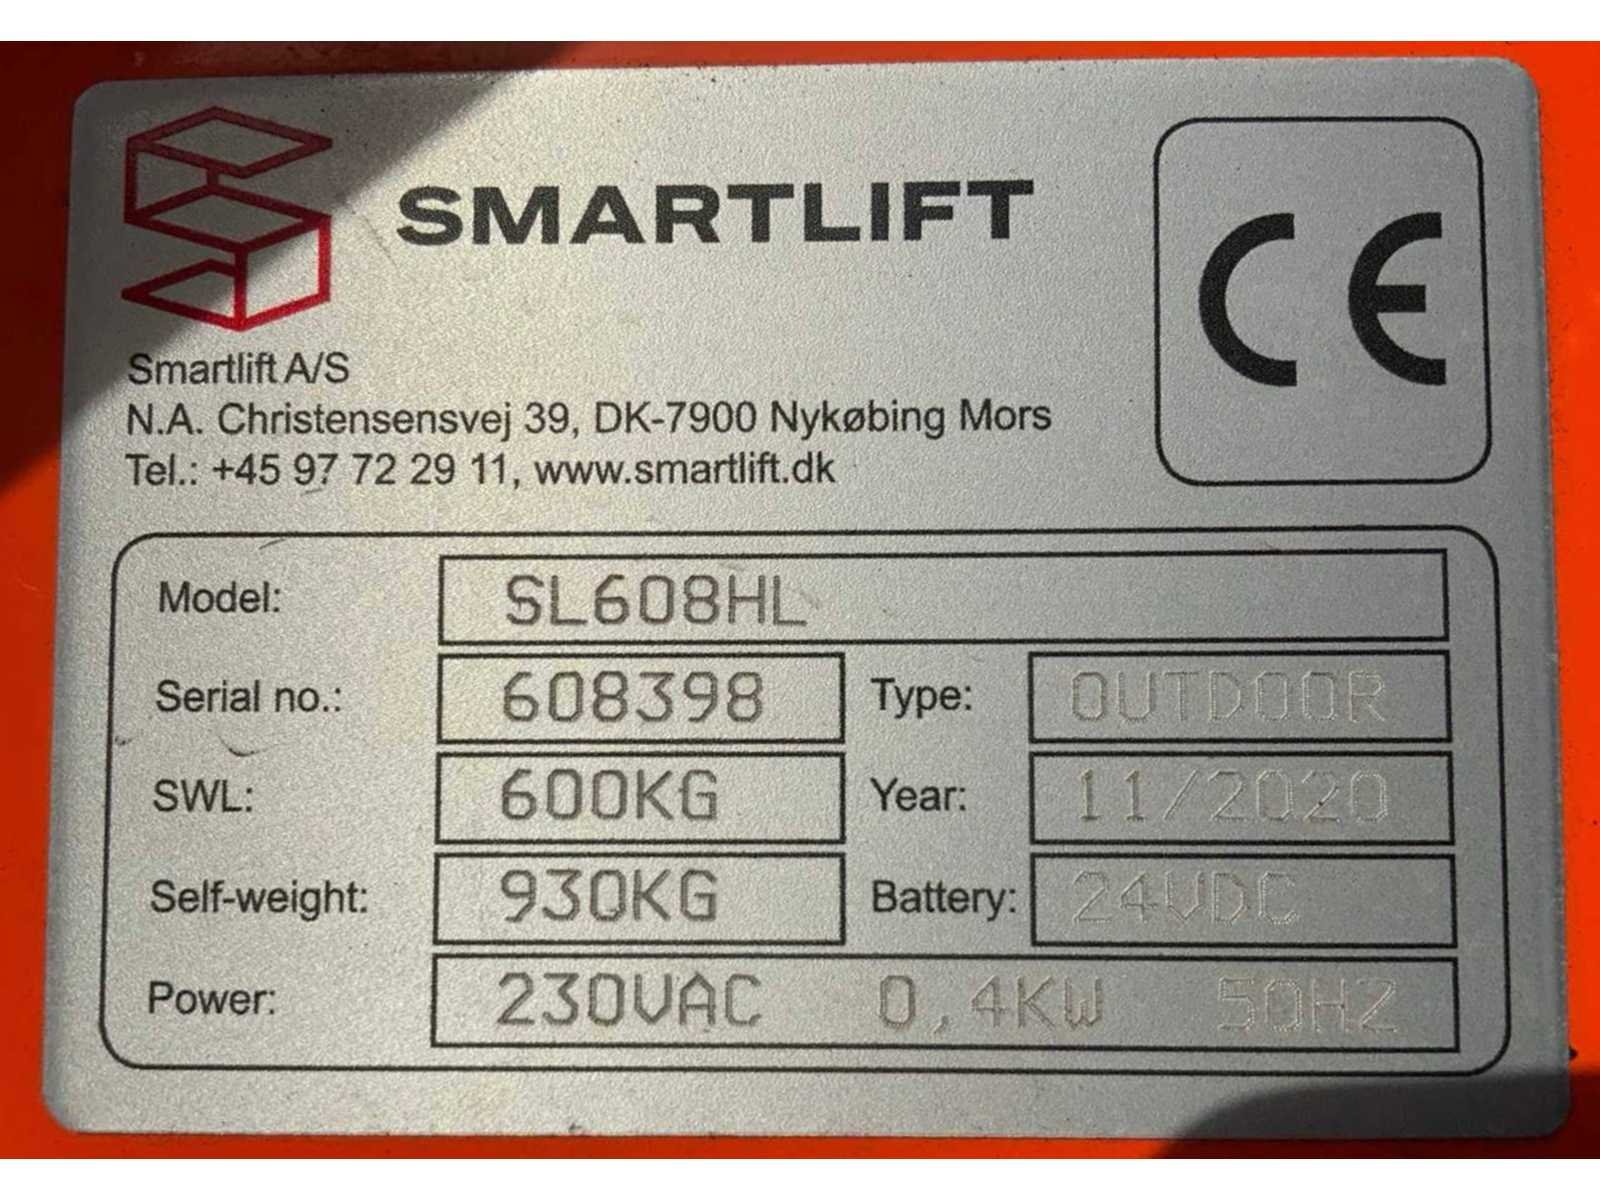 SMARTLIFT
CE
Smartlift A/S
N.A. Christensensvej 39, DK-7900 Nykøbing Mors
Tel.: +45 97 72 29 11, www.smartlift.dk
Model: SL608HL
Serial no.: 608398 Type: OUTDOOR
SWL: 600KG Year: 11/2020
Self-weight: 930KG Battery: 24VDC
Power: 230VAC 0,4KW 50HZ